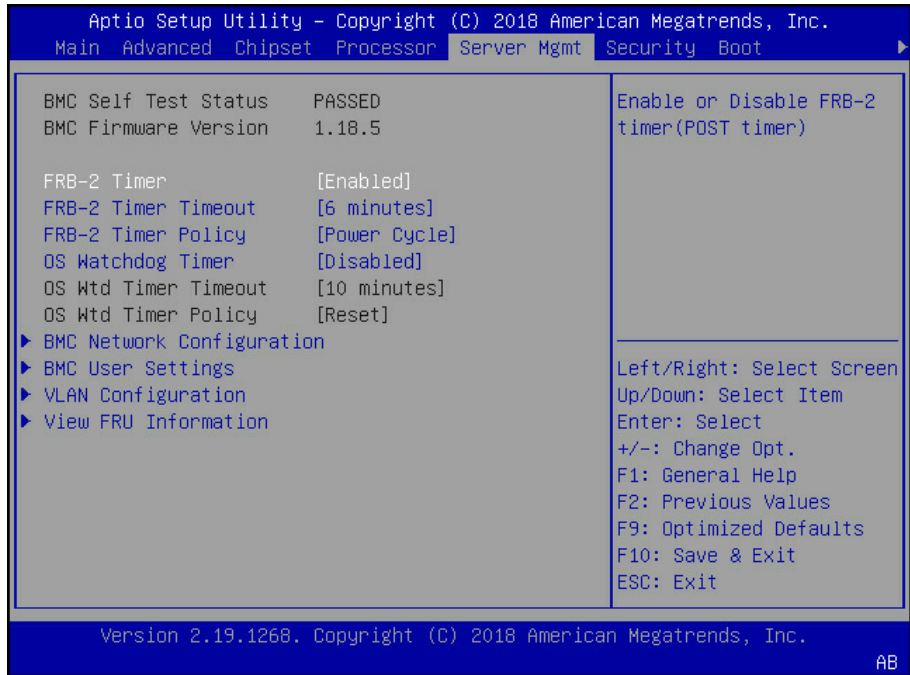 Aptio Setup Utility – Copyright (C) 2018 American Megatrends, Inc.
Main Advanced Chipset Processor Server Mgmt Security Boot
BMC Self Test Status PASSED
BMC Firmware Version 1.18.5
FRB-2 Timer [Enabled]
FRB-2 Timer Timeout [6 minutes]
FRB-2 Timer Policy [Power Cycle]
OS Watchdog Timer [Disabled]
OS Wtd Timer Timeout [10 minutes]
OS Wtd Timer Policy [Reset]
BMC Network Configuration
BMC User Settings
VLAN Configuration
View FRU Information
Enable or Disable FRB-2
timer(POST timer)
Left/Right: Select Screen
Up/Down: Select Item
Enter: Select
+/-: Change Opt.
F1: General Help
F2: Previous Values
F9: Optimized Defaults
F10: Save & Exit
ESC: Exit
Version 2.19.1268. Copyright (C) 2018 American Megatrends, Inc.
AB